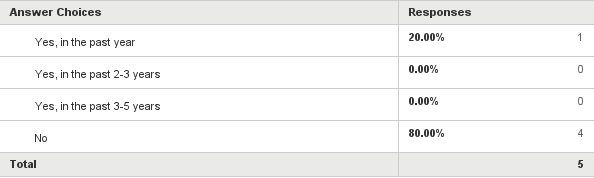 Answer Choices Responses
Yes, in the past year 20.00% 1
Yes, in the past 2-3 years 0.00% 0
Yes, in the past 3-5 years 0.00% 0
No 80.00% 4
Total 5